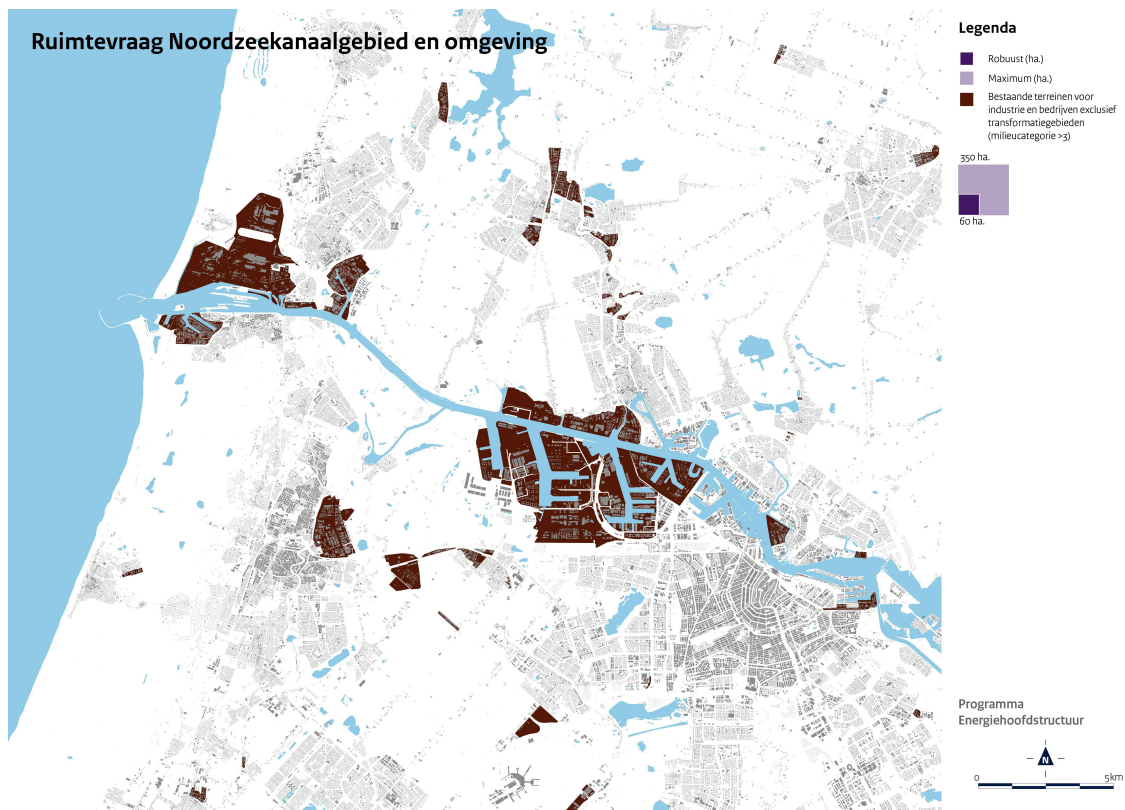 Ruimtevraag Noordzeekanaalgebied en omgeving
Legenda
Robuust (ha.)
Maximum (ha.)
Bestaande terreinen voor
industrie en bedrijven exclusief
transformatiegebieden
(milieucategorie >3)
350 ha.
60 ha.
Programma
Energiehoofdstructuur
N
0 5km